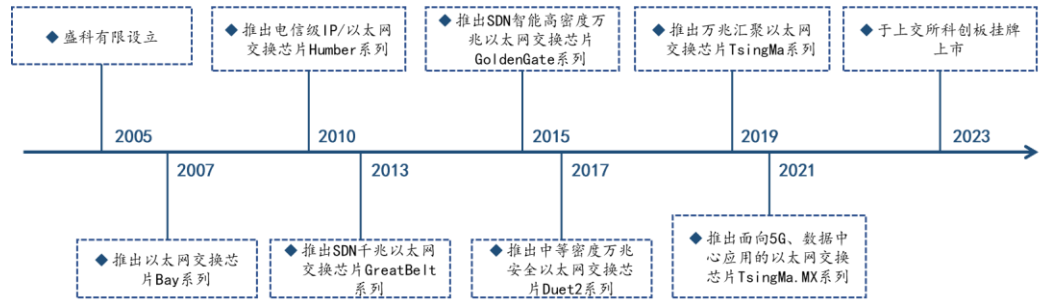 ◆ 盛科有限设立
◆ 推出电信级IP/以太网
交换芯片Humber系列
◆ 推出SDN智能高密度万
兆以太网交换芯片
GoldenGate系列
◆ 推出万兆汇聚以太网
交换芯片TsingMa系列
◆ 于上交所科创板挂牌
上市
2005
2010
2015
2019
2023
2007
2013
2017
2021
◆ 推出以太网交换芯
片Bay系列
◆ 推出SDN千兆以太网
交换芯片GreatBelt
系列
◆ 推出中等密度万兆
安全以太网交换芯
片Duet2系列
◆ 推出面向5G、数据中
心应用的以太网交换
芯片TsingMa.MX系列